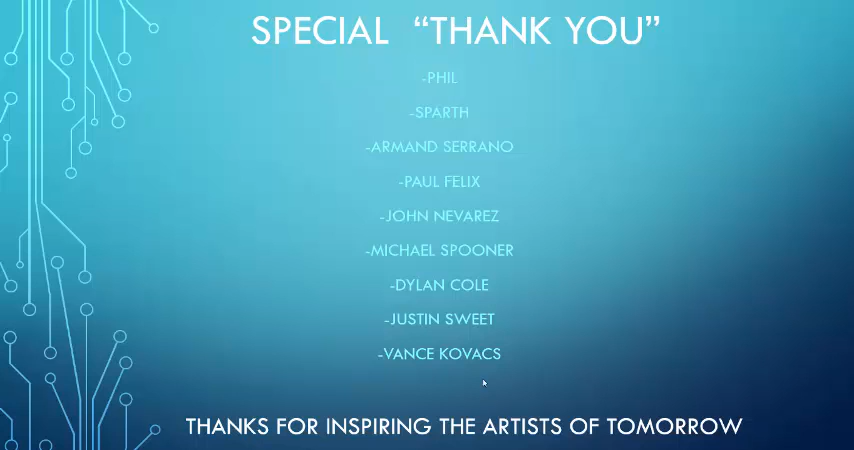 SPECIAL “THANK YOU”
-PHIL
-SPARTH
-ARMAND SERRANO
-PAUL FELIX
-JOHN NEVAREZ
-MICHAEL SPOONER
-DYLAN COLE
-JUSTIN SWEET
-VANCE KOVACS
THANKS FOR INSPIRING THE ARTISTS OF TOMORROW